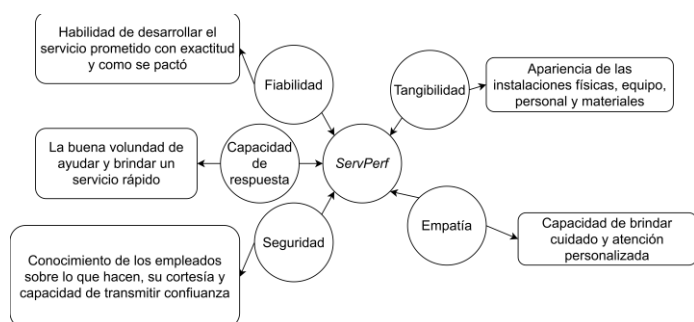 Habilidad de desarrollar el
servicio prometido con exactitud
y como se pactó
Fiabilidad
Tangibilidad
Apariencia de las
instalaciones físicas, equipo,
personal y materiales
La buena volundad de
ayudar y brindar un
servicio rápido
Capacidad
de
respuesta
ServPerf
Conocimiento de los empleados
sobre lo que hacen, su cortesía y
capacidad de transmitir confiuanza
Seguridad
Empatía
Capacidad de brindar
cuidado y atención
personalizada